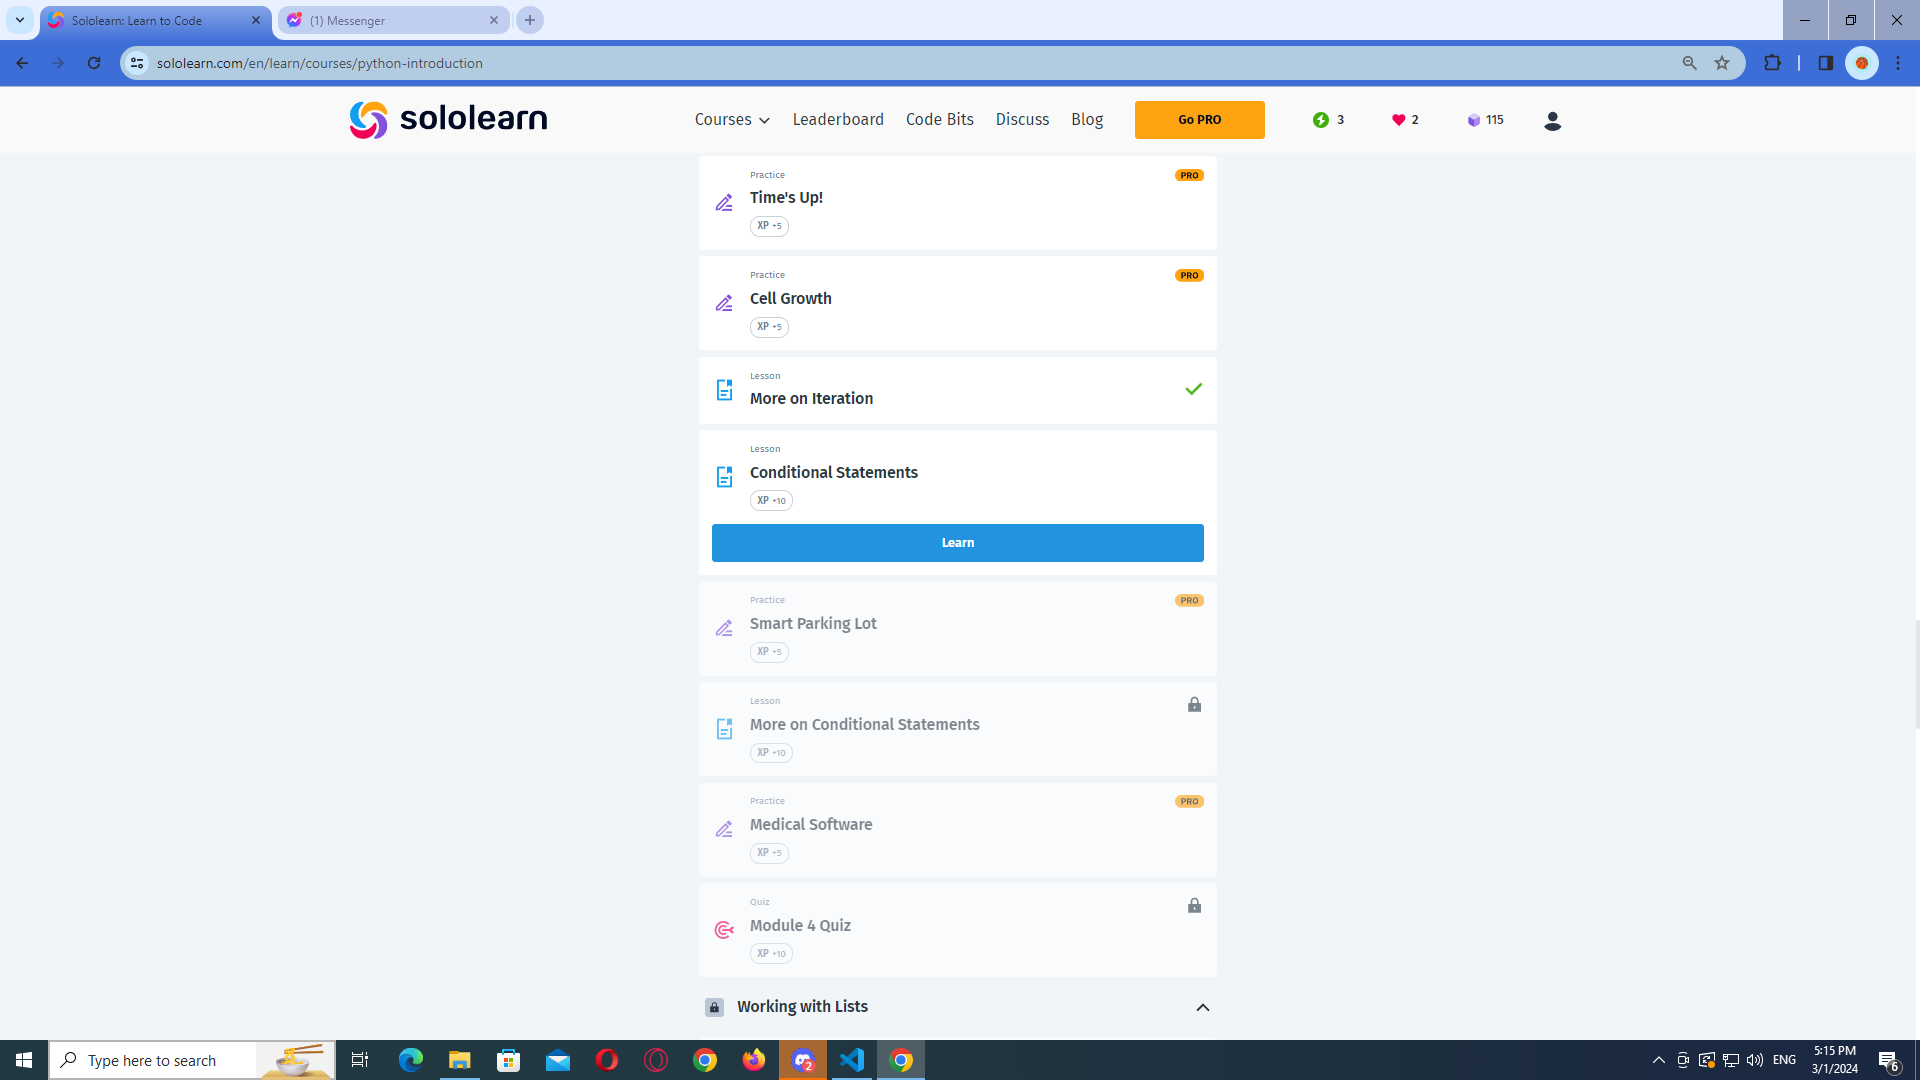 Sololearn: Learn to Code
(1) Messenger
sololearn.com/en/learn/courses/python-introduction
sololearn
Courses
Leaderboard
Code Bits
Discuss
Blog
Go PRO
3
2
115
Practice
PRO
Time's Up!
XP +5
Practice
PRO
Cell Growth
XP +5
Lesson
More on Iteration
Lesson
Conditional Statements
XP +10
Learn
Practice
PRO
Smart Parking Lot
XP +5
Lesson
More on Conditional Statements
XP +10
Practice
PRO
Medical Software
XP +5
Quiz
Module 4 Quiz
XP +10
Working with Lists
Type here to search
2
ENG
5:15 PM
3/1/2024
6